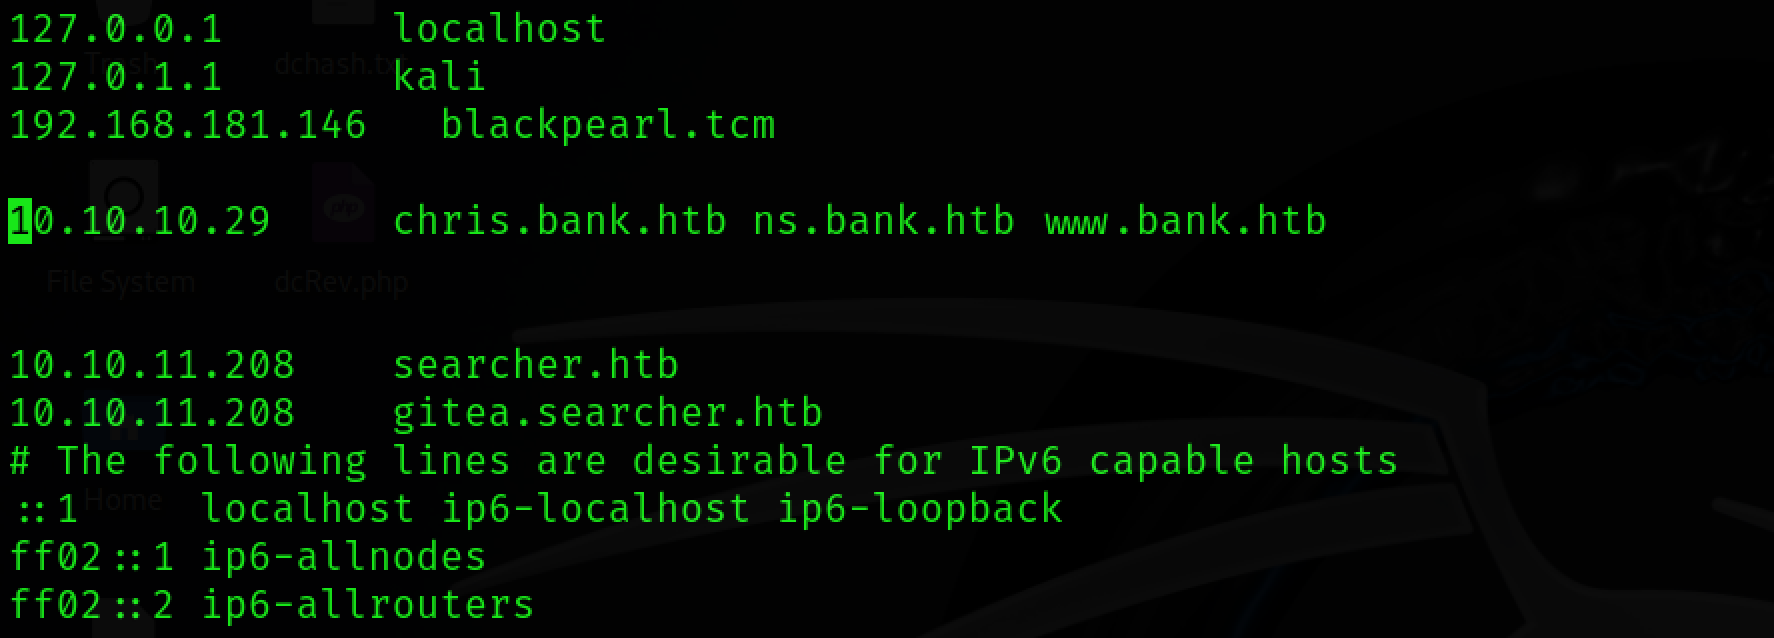 127.0.0.1       localhost
127.0.1.1       kali
192.168.181.146   blackpearl.tcm
10.10.10.29     chris.bank.htb ns.bank.htb www.bank.htb
File System   dcRev.php
10.10.11.208    searcher.htb
10.10.11.208    gitea.searcher.htb
# The following lines are desirable for IPv6 capable hosts
::1     localhost ip6-localhost ip6-loopback
Home
ff02::1 ip6-allnodes
ff02::2 ip6-allrouters